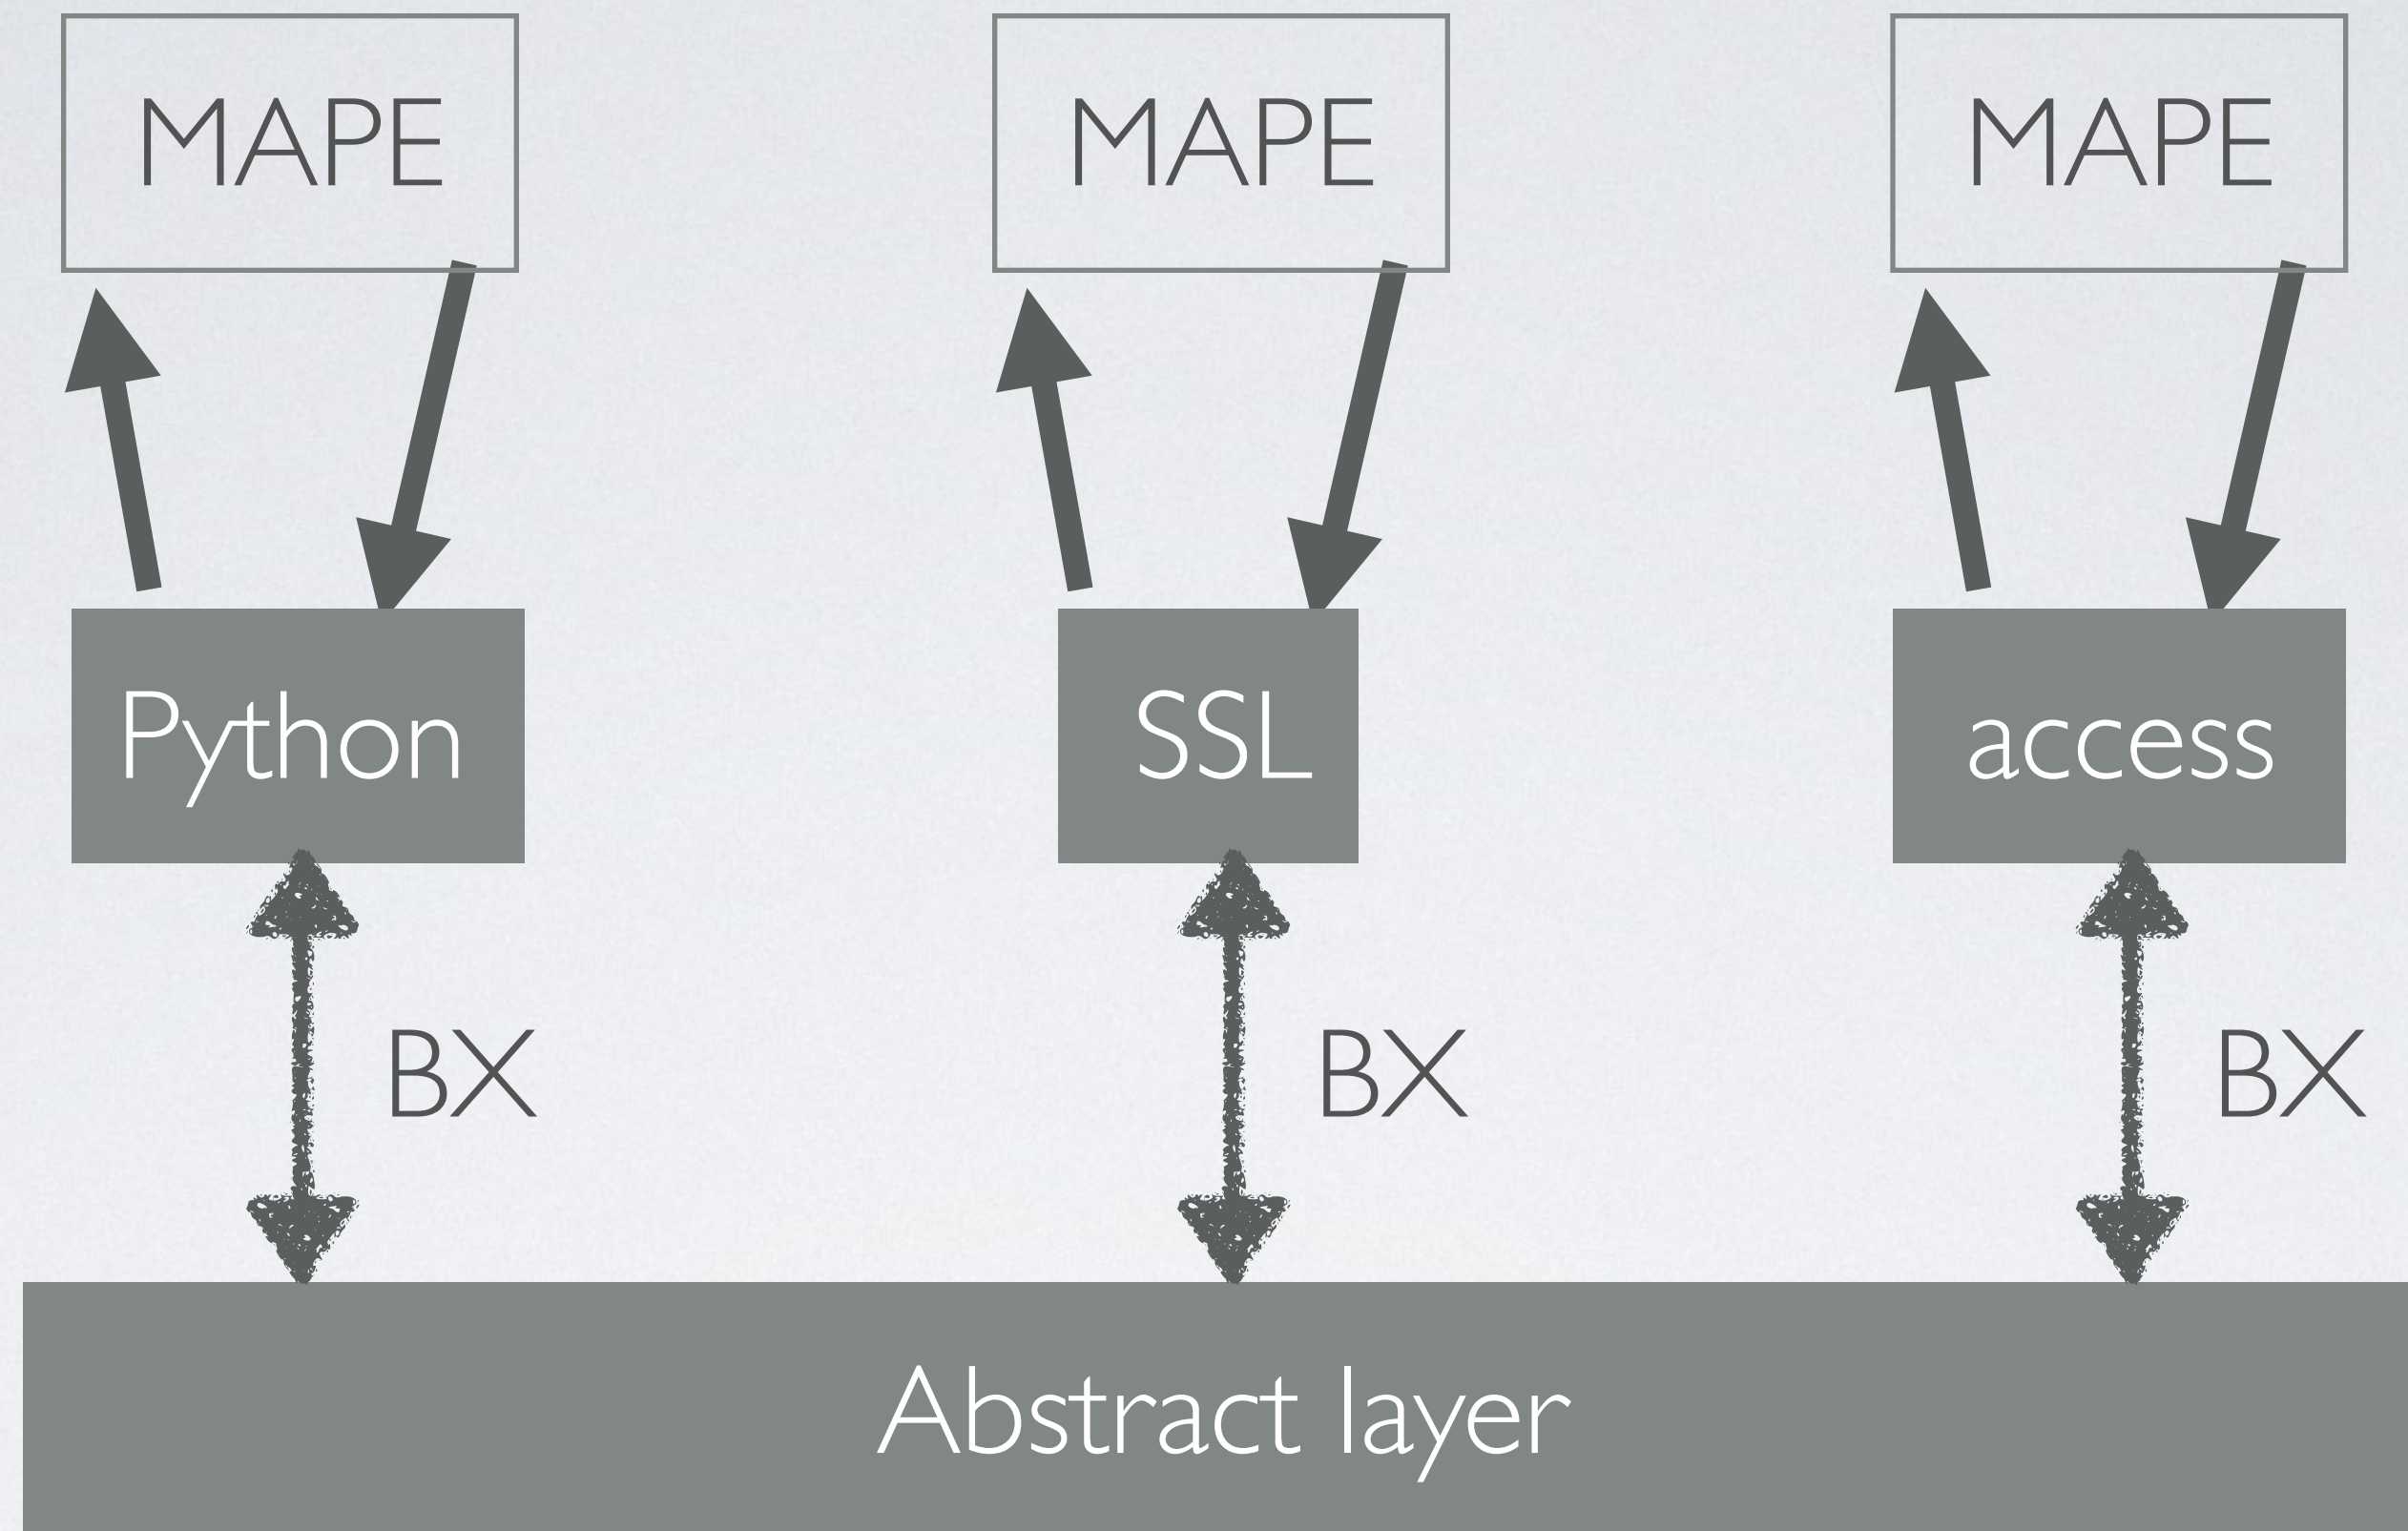 MAPE
MAPE
MAPE
Python
SSL
access
BX
BX
BX
Abstract layer